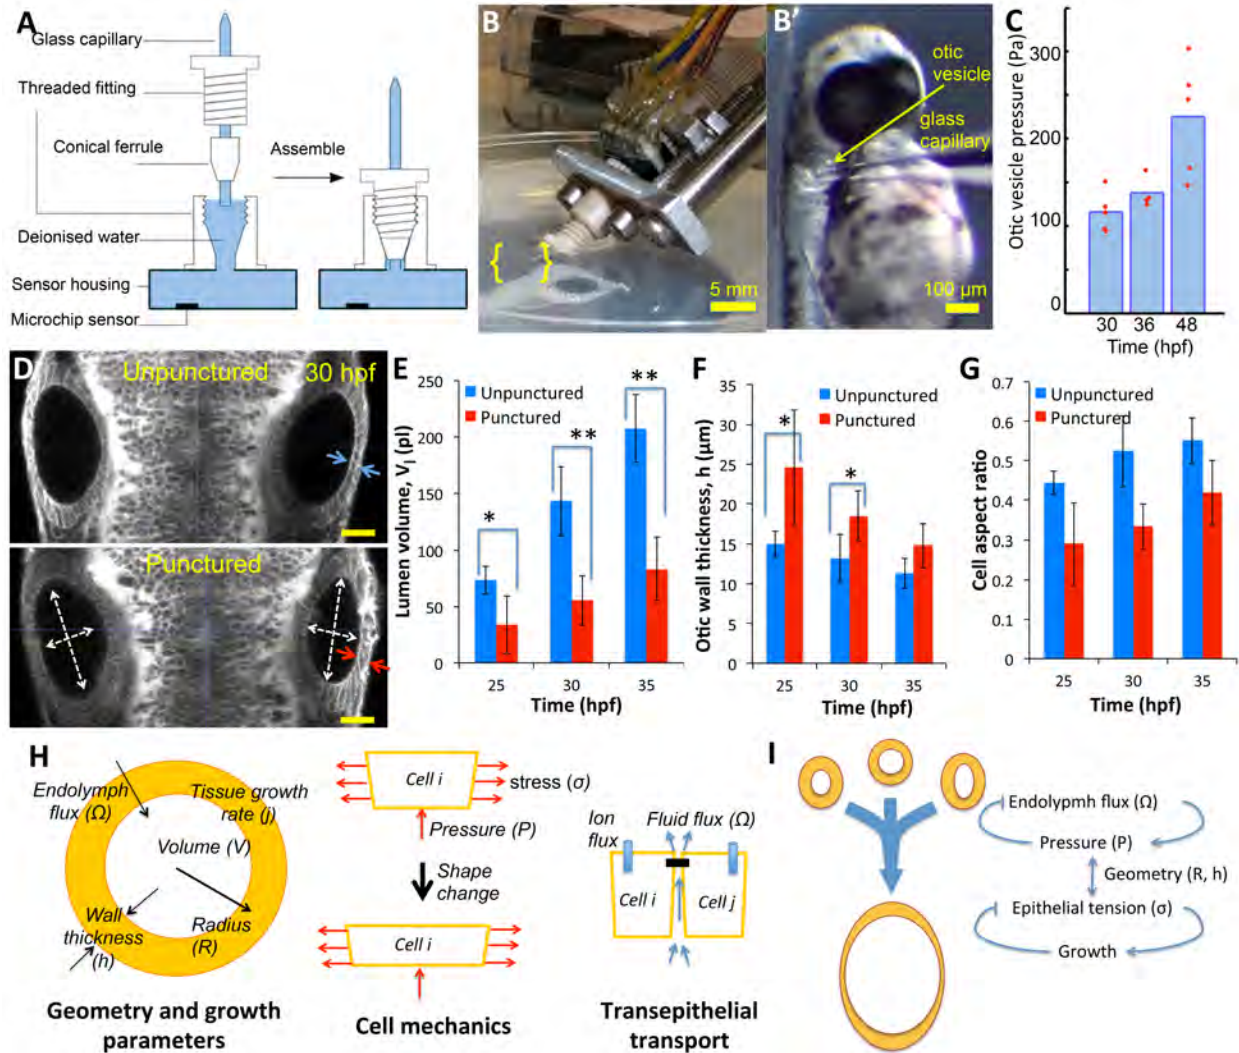 A
Glass capillary
Threaded fitting
Conical ferrule
Assemble
Deionised water
Sensor housing
Microchip sensor
B
{ }
5 mm
B'
otic
vesicle
glass
capillary
100 µm
C
Otic vesicle pressure (Pa)
300
200
100
0
30 36 48
Time (hpf)
D
Unpunctured 30 hpf
Punctured
E
Lumen volume, Vl (pl)
250
200
150
100
50
0
Unpunctured
Punctured
*
**
**
25 30 35
Time (hpf)
F
Otic wall thickness, h (µm)
35
30
25
20
15
10
5
0
Unpunctured
Punctured
*
*
25 30 35
Time (hpf)
G
Cell aspect ratio
0.7
0.6
0.5
0.4
0.3
0.2
0.1
0
Unpunctured
Punctured
25 30 35
Time (hpf)
H
Endolymph
flux (Ω)
Tissue growth
rate (j)
Volume (V)
Wall
thickness
(h)
Radius
(R)
Geometry and growth
parameters
Cell i
stress (σ)
Pressure (P)
Shape
change
Cell i
Cell mechanics
Ion
flux
Fluid flux (Ω)
Cell i
Cell j
Transepithelial
transport
I
Endolypmh flux (Ω)
Pressure (P)
Geometry (R, h)
Epithelial tension (σ)
Growth